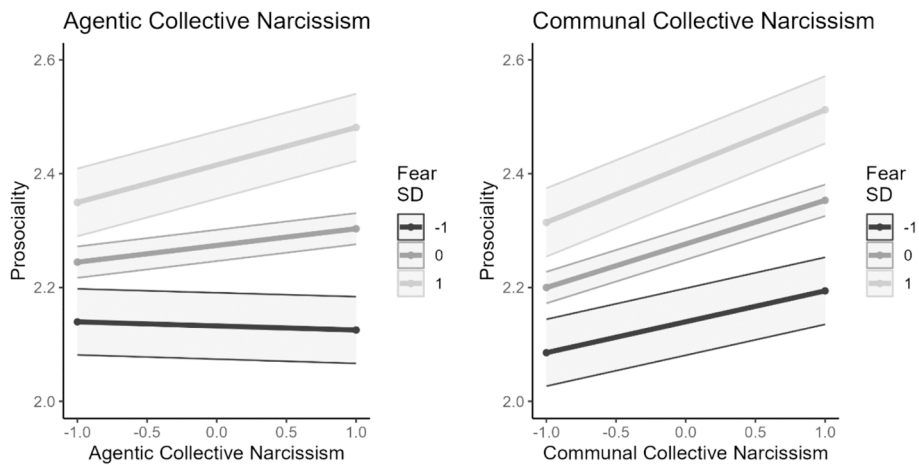 Agentic Collective Narcissism
2.6
2.4
2.2
2.0
Prosociality
-1.0 -0.5 0.0 0.5 1.0
Agentic Collective Narcissism
Fear
SD
-1
0
1
Communal Collective Narcissism
2.6
2.4
2.2
2.0
Prosociality
-1.0 -0.5 0.0 0.5 1.0
Communal Collective Narcissism
Fear
SD
-1
0
1